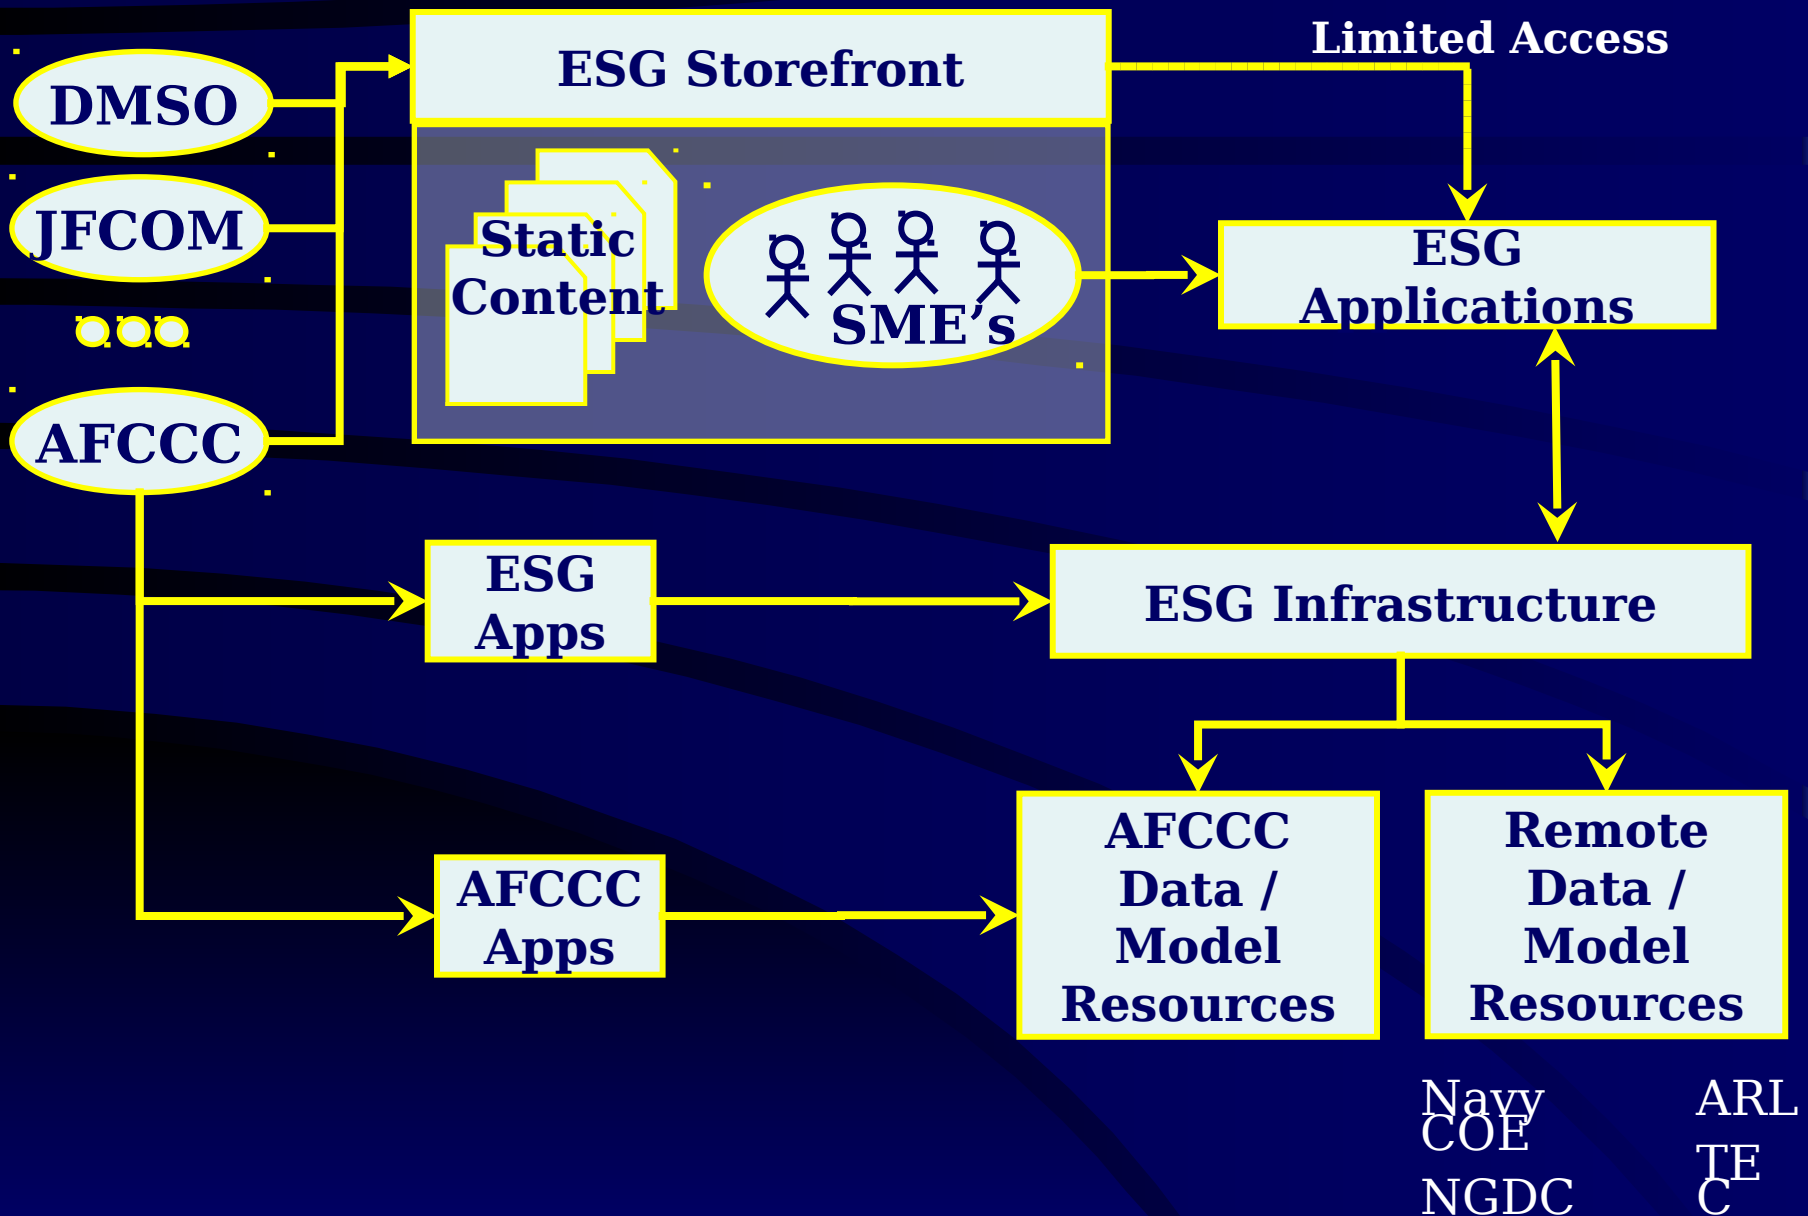 ESG Storefront
Limited Access
DMSO
JFCOM
AFCCC
Static
Content
SME’s
ESG
Applications
ESG
Apps
ESG Infrastructure
AFCCC
Apps
AFCCC
Data /
Model
Resources
Remote
Data /
Model
Resources
Navy
COE
NGDC
ARL
TE
C